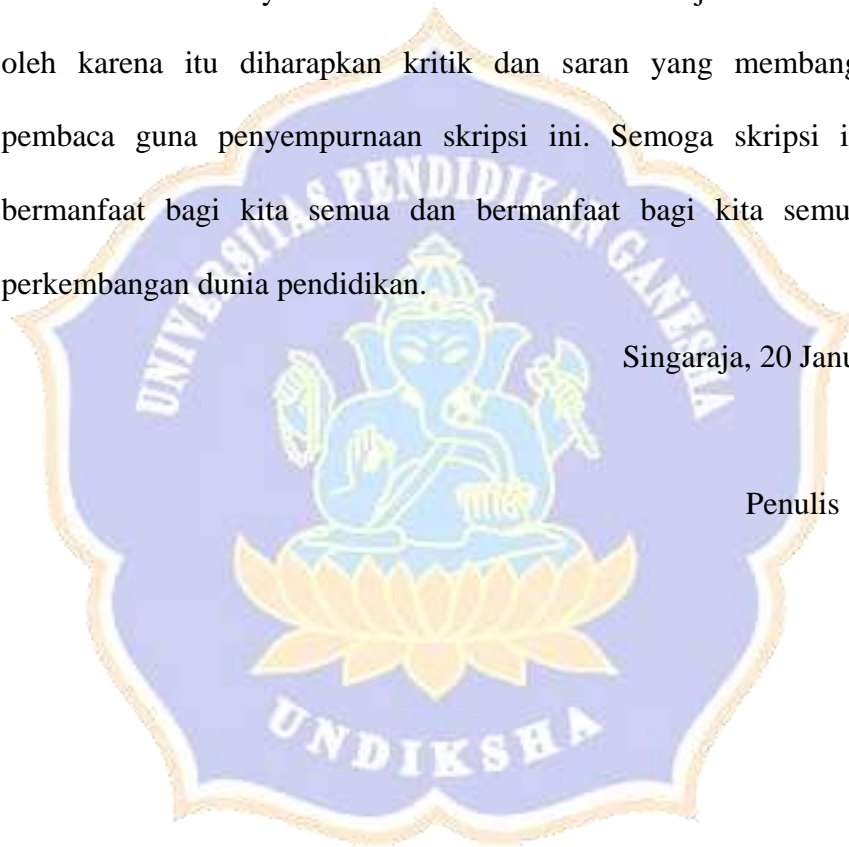 oleh karena itu diharapkan kritik dan saran yang membang
pembaca guna penyempurnaan skripsi ini. Semoga skripsi i
bermanfaat bagi kita semua dan bermanfaat bagi kita semu
perkembangan dunia pendidikan.
UNIVERSITAS PENDIDIKAN GANESHA
Singaraja, 20 Janu
Penulis
UNDIKSHA